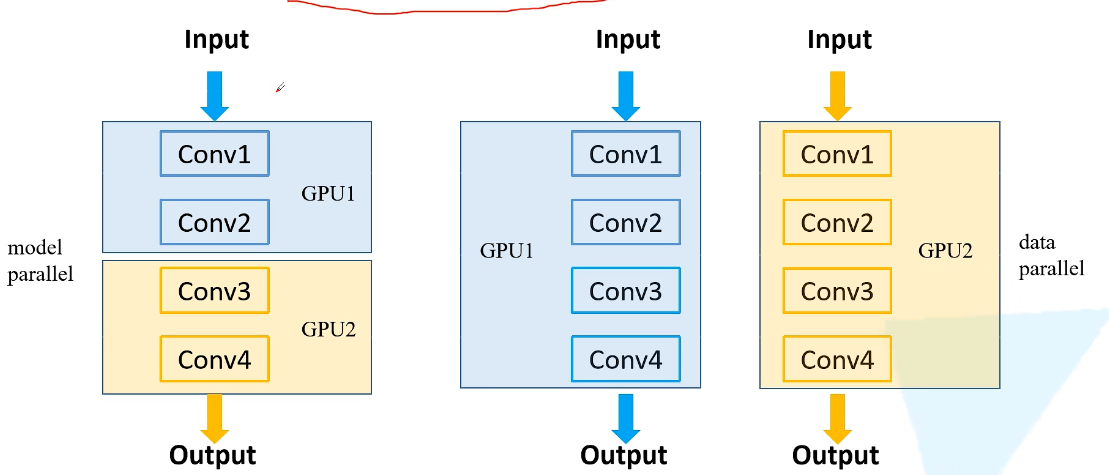 Input
Conv1
GPU1
Conv2
model
parallel
Conv3
GPU2
Conv4
Output
Input
Input
Conv1
Conv2
GPU1
Conv3
Conv4
Output
Conv1
Conv2
GPU2
Conv3
Conv4
Output
data
parallel